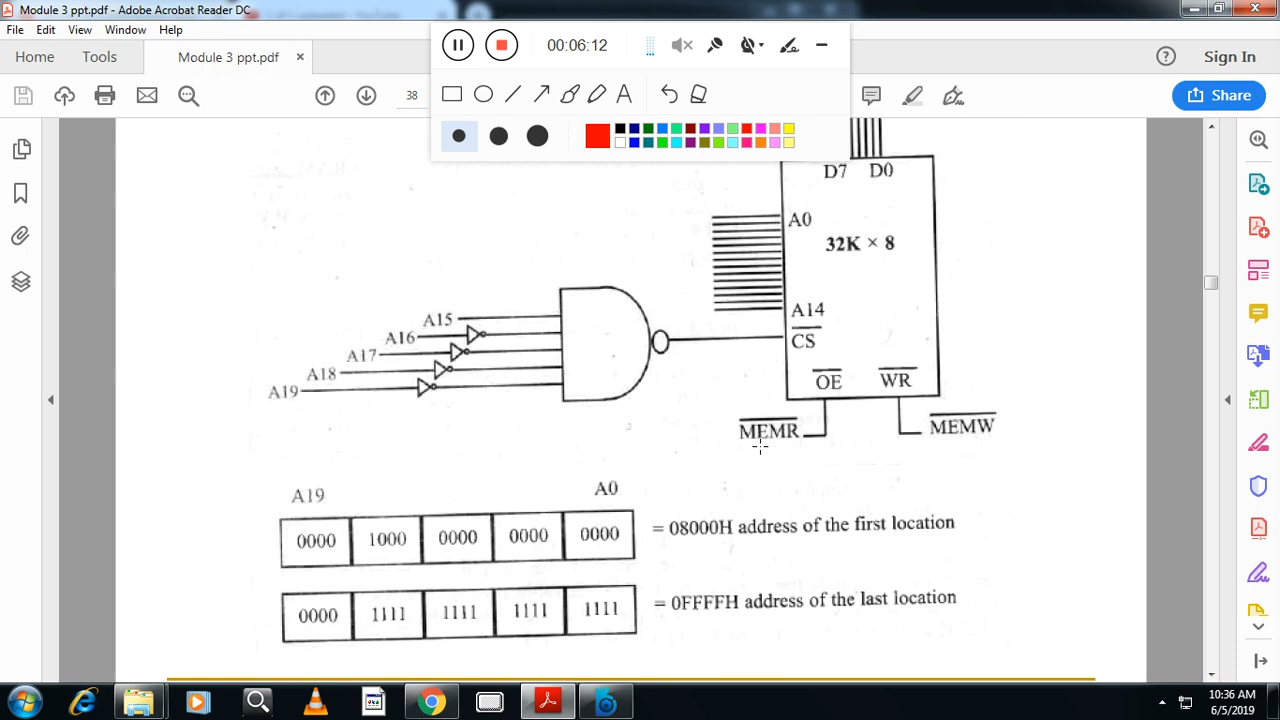 Module 3 ppt.pdf - Adobe Acrobat Reader DC
File Edit View Window Help
00:06:12
Home Tools Module 3 ppt.pdf × Sign In
38
Share
A
D7 D0
A0
32K × 8
A15
A14
A16
CS
A17
A18
OE WR
A19
MEMR MEMW
A19 A0
0000 1000 0000 0000 0000 = 08000H address of the first location
0000 1111 1111 1111 1111 = 0FFFFH address of the last location
10:36 AM
6/5/2019